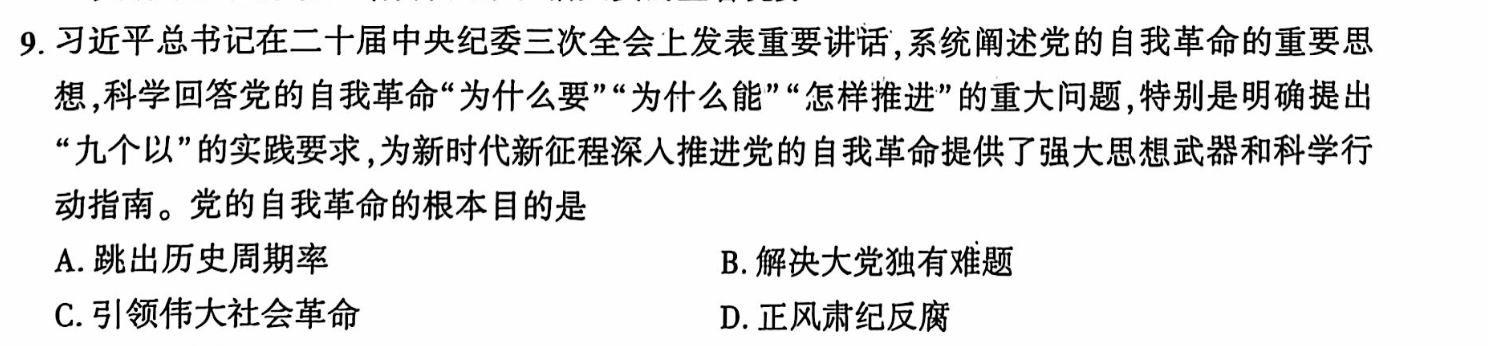 9. 习近平总书记在二十届中央纪委三次全会上发表重要讲话,系统阐述党的自我革命的重要思
想,科学回答党的自我革命“为什么要”“为什么能”“怎样推进”的重大问题,特别是明确提出
“九个以”的实践要求,为新时代新征程深入推进党的自我革命提供了强大思想武器和科学行
动指南。党的自我革命的根本目的是
A. 跳出历史周期率 B. 解决大党独有难题
C. 引领伟大社会革命 D. 正风肃纪反腐